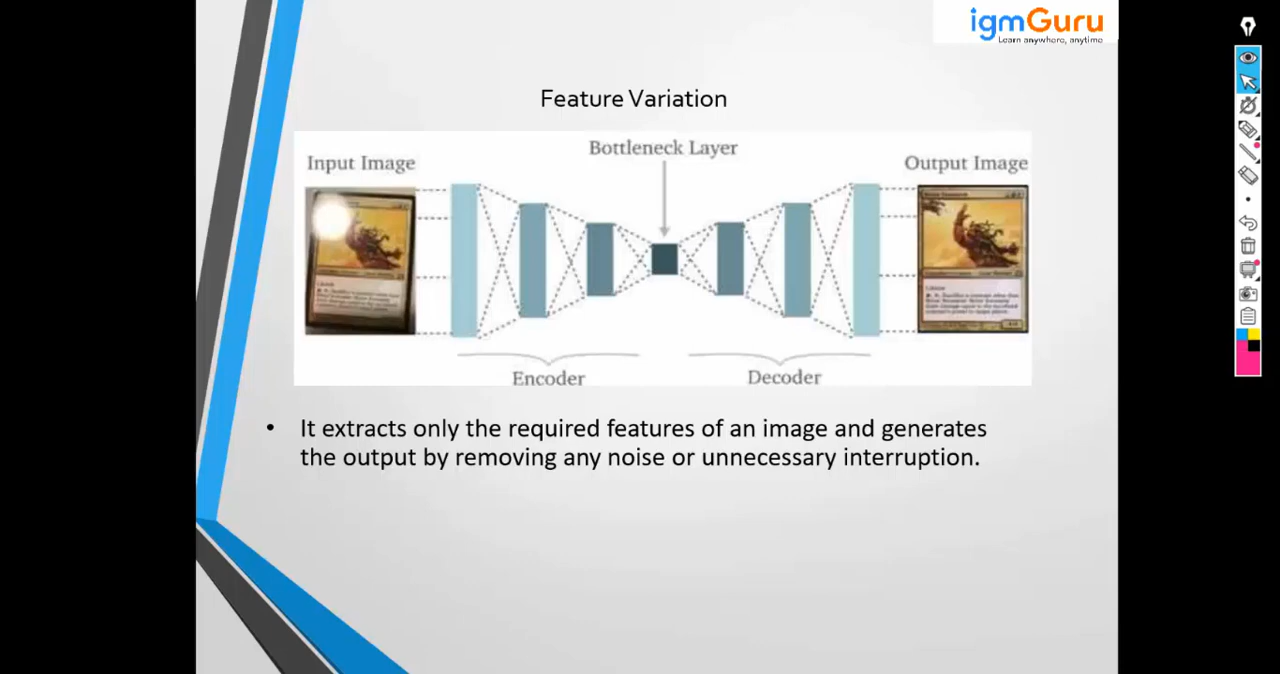 igmGuru
Learn anywhere, anytime
Feature Variation
Bottleneck Layer
Input Image
Output Image
Encoder
Decoder
• It extracts only the required features of an image and generates
the output by removing any noise or unnecessary interruption.